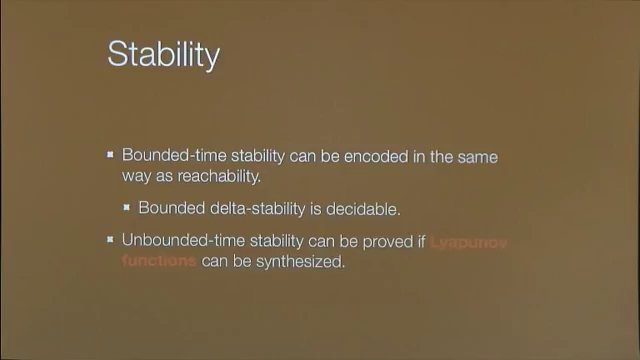 Stability
Bounded-time stability can be encoded in the same
way as reachability.
Bounded delta-stability is decidable.
Unbounded-time stability can be proved if Lyapunov
functions can be synthesized.